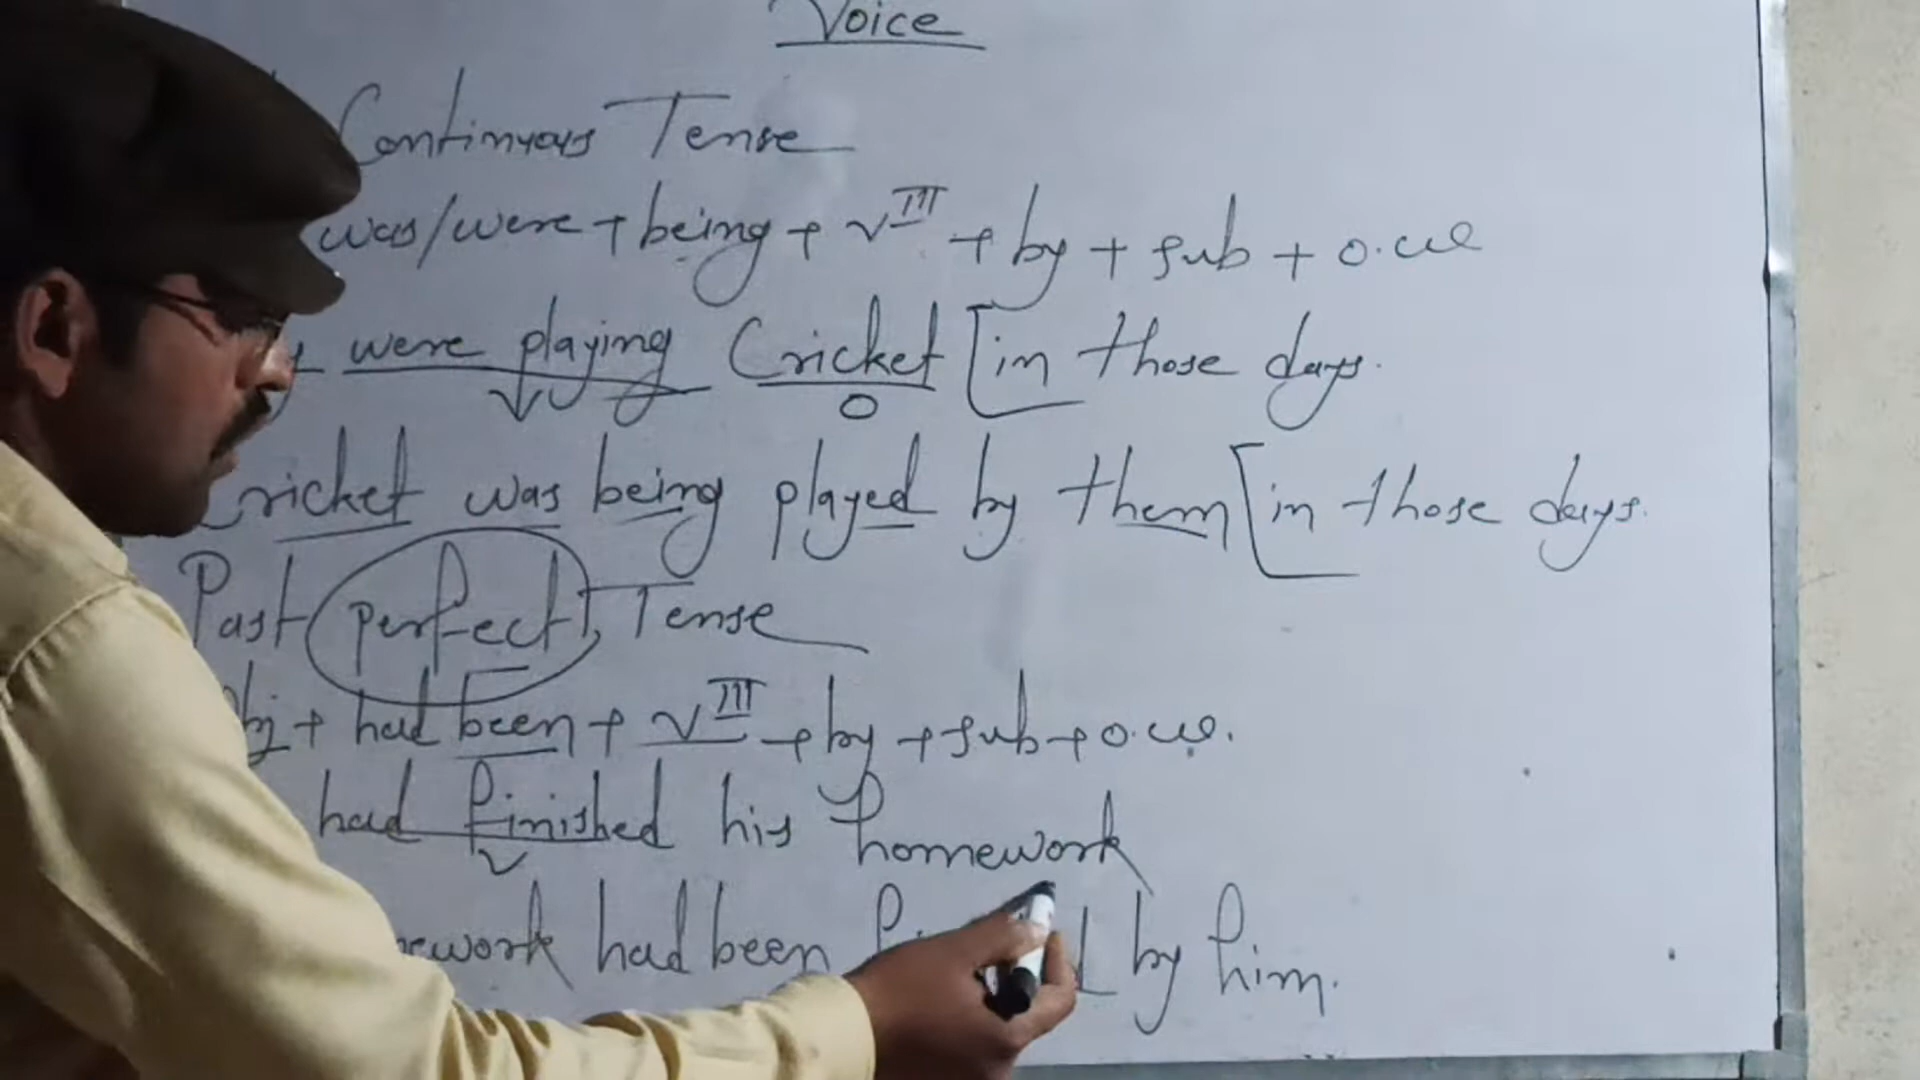 Voice
Continuous Tense
was/were + being + V III + by + sub + o.w
were playing Cricket [in those days.
V O
Cricket was being played by them [in those days.
Past perfect Tense
obj + had been + V III + by + sub + o.w.
had finished his homework
V
had been by him.